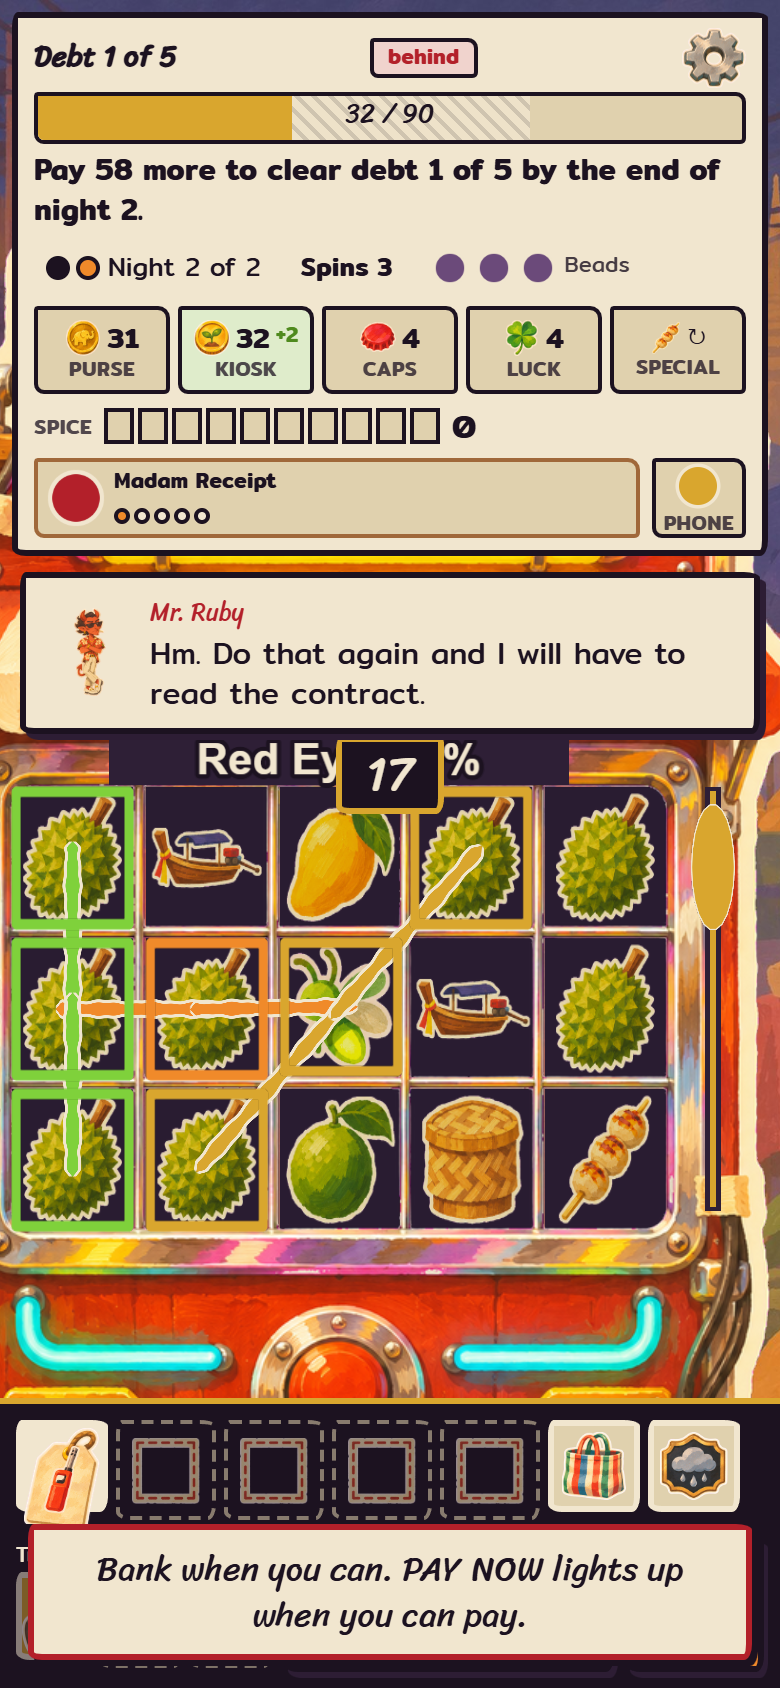 Debt 1 of 5
behind
32 / 90
Pay 58 more to clear debt 1 of 5 by the end of
night 2.
Night 2 of 2 Spins 3 Beads
31 32 +2 4 4 ↻
PURSE KIOSK CAPS LUCK SPECIAL
SPICE 0
Madam Receipt
PHONE
Mr. Ruby
Hm. Do that again and I will have to
read the contract.
Red %
17
Bank when you can. PAY NOW lights up
when you can pay.